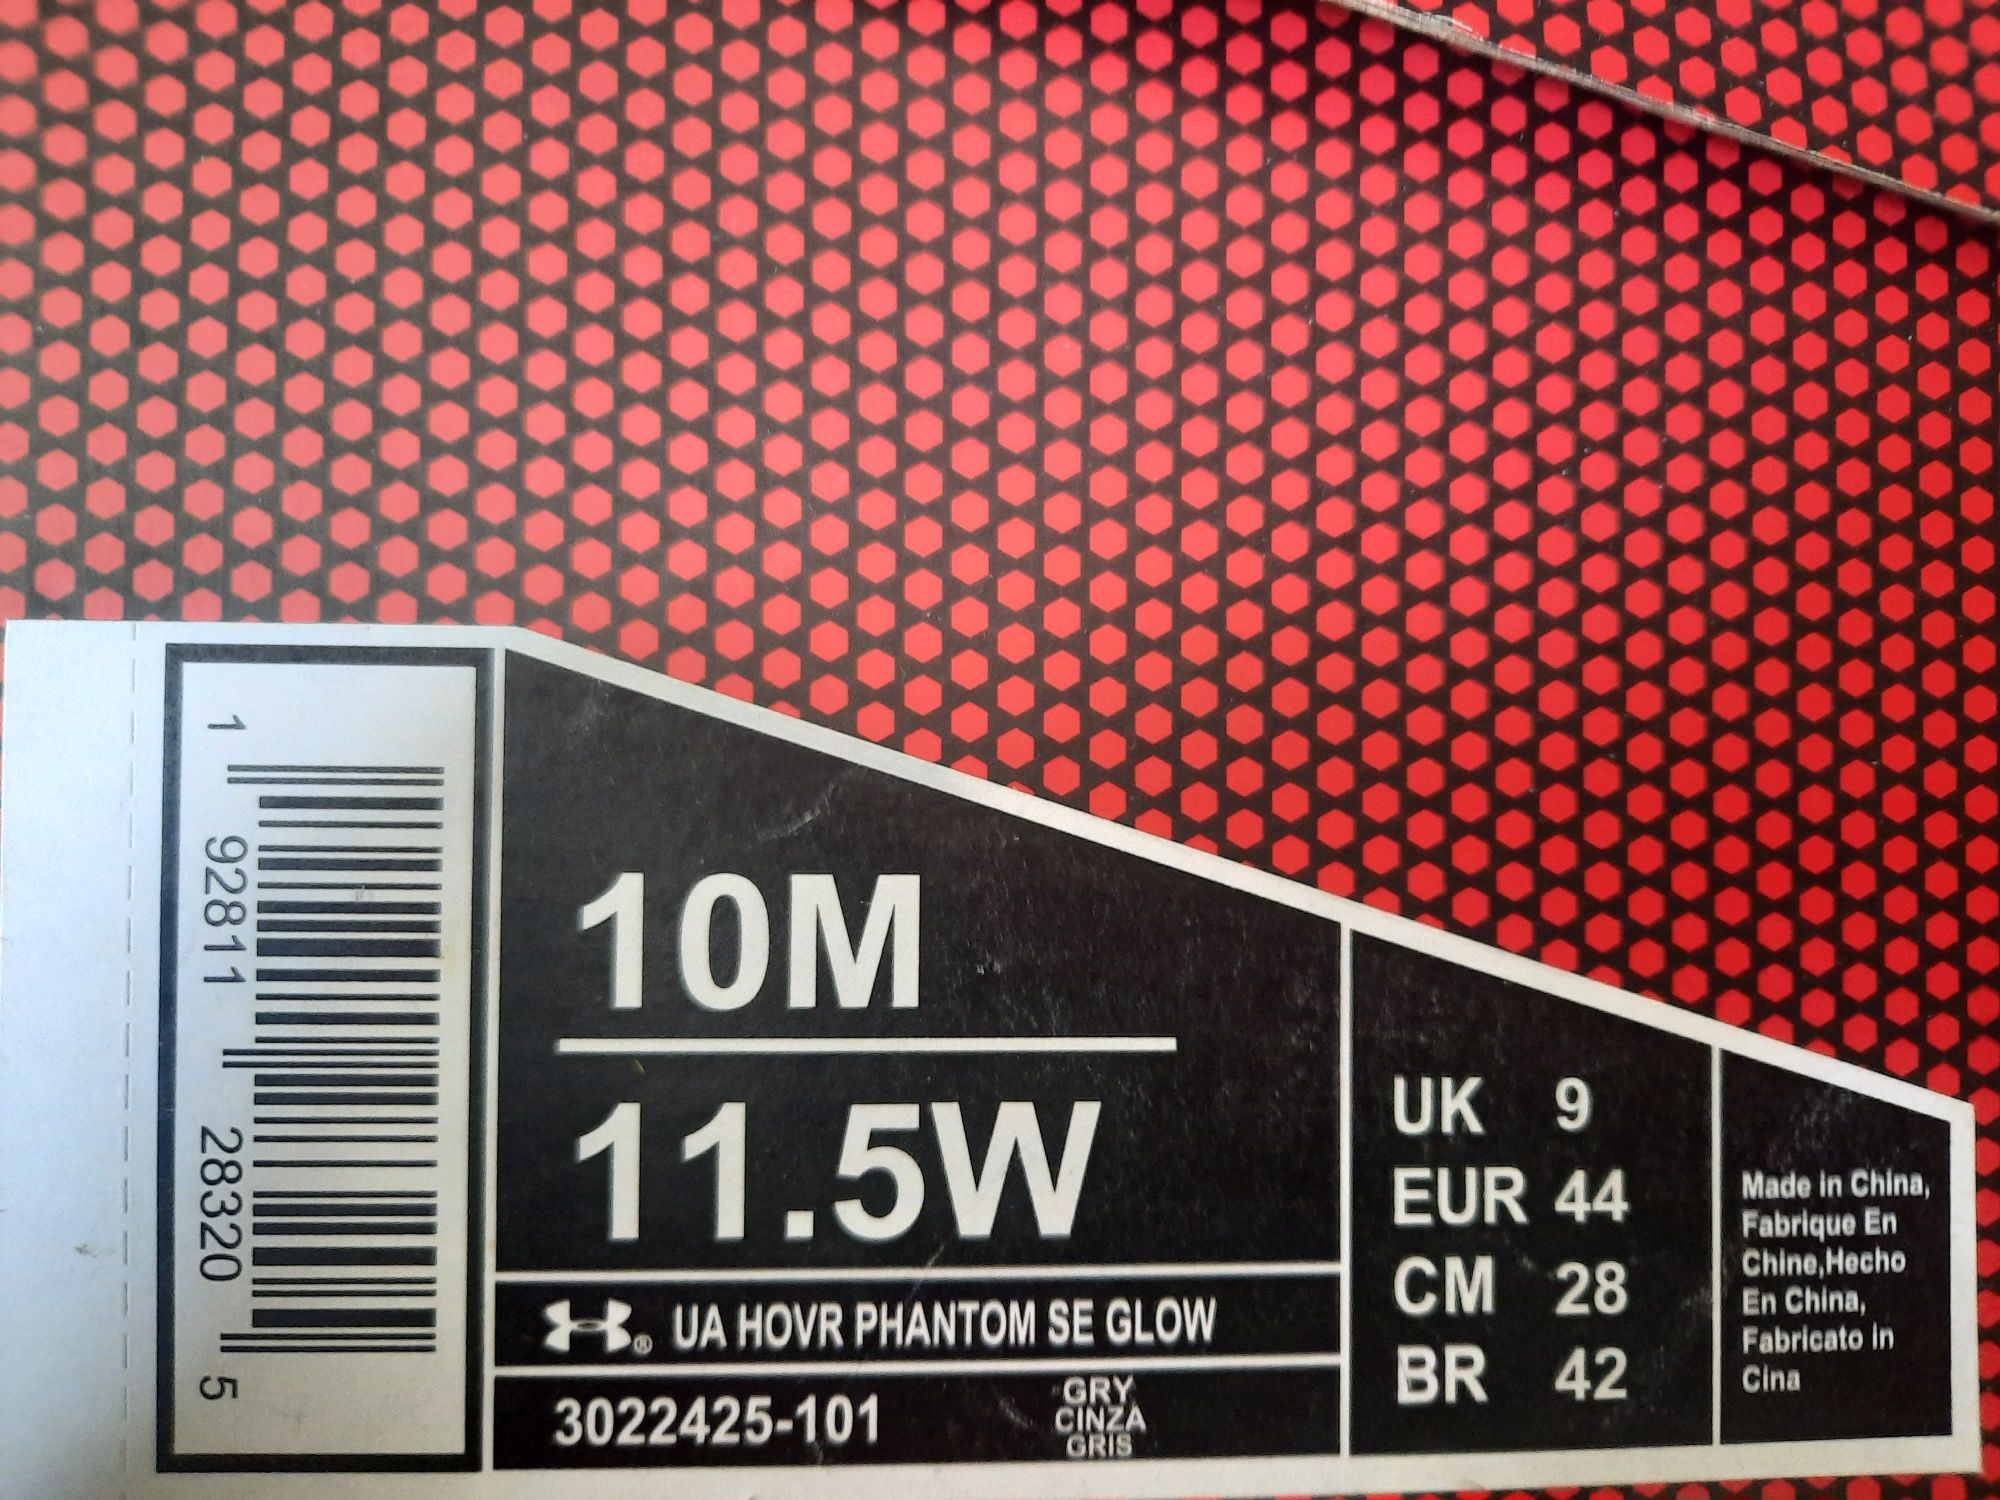 1 92811 28320 5
10M
11.5W
® UA HOVR PHANTOM SE GLOW
3022425-101
GRY
CINZA
GRIS
UK 9
EUR 44
CM 28
BR 42
Made in China,
Fabrique En
Chine,Hecho
En China,
Fabricato in
Cina